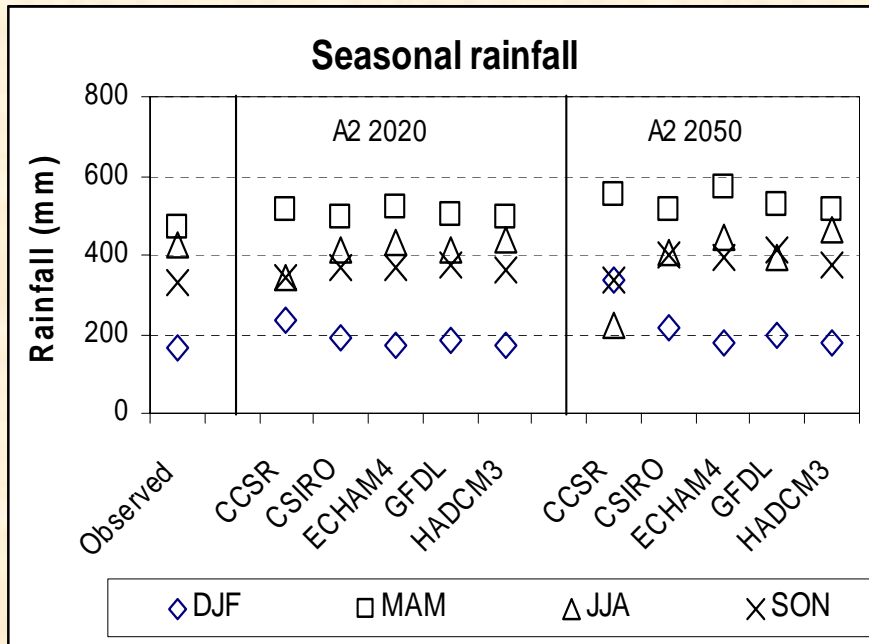 Seasonal rainfall
Rainfall (mm)
800
600
400
200
0
A2 2020
A2 2050
Observed
CCSR
CSIRO
ECHAM4
GFDL
HADCM3
CCSR
CSIRO
ECHAM4
GFDL
HADCM3
DJF MAM JJA SON